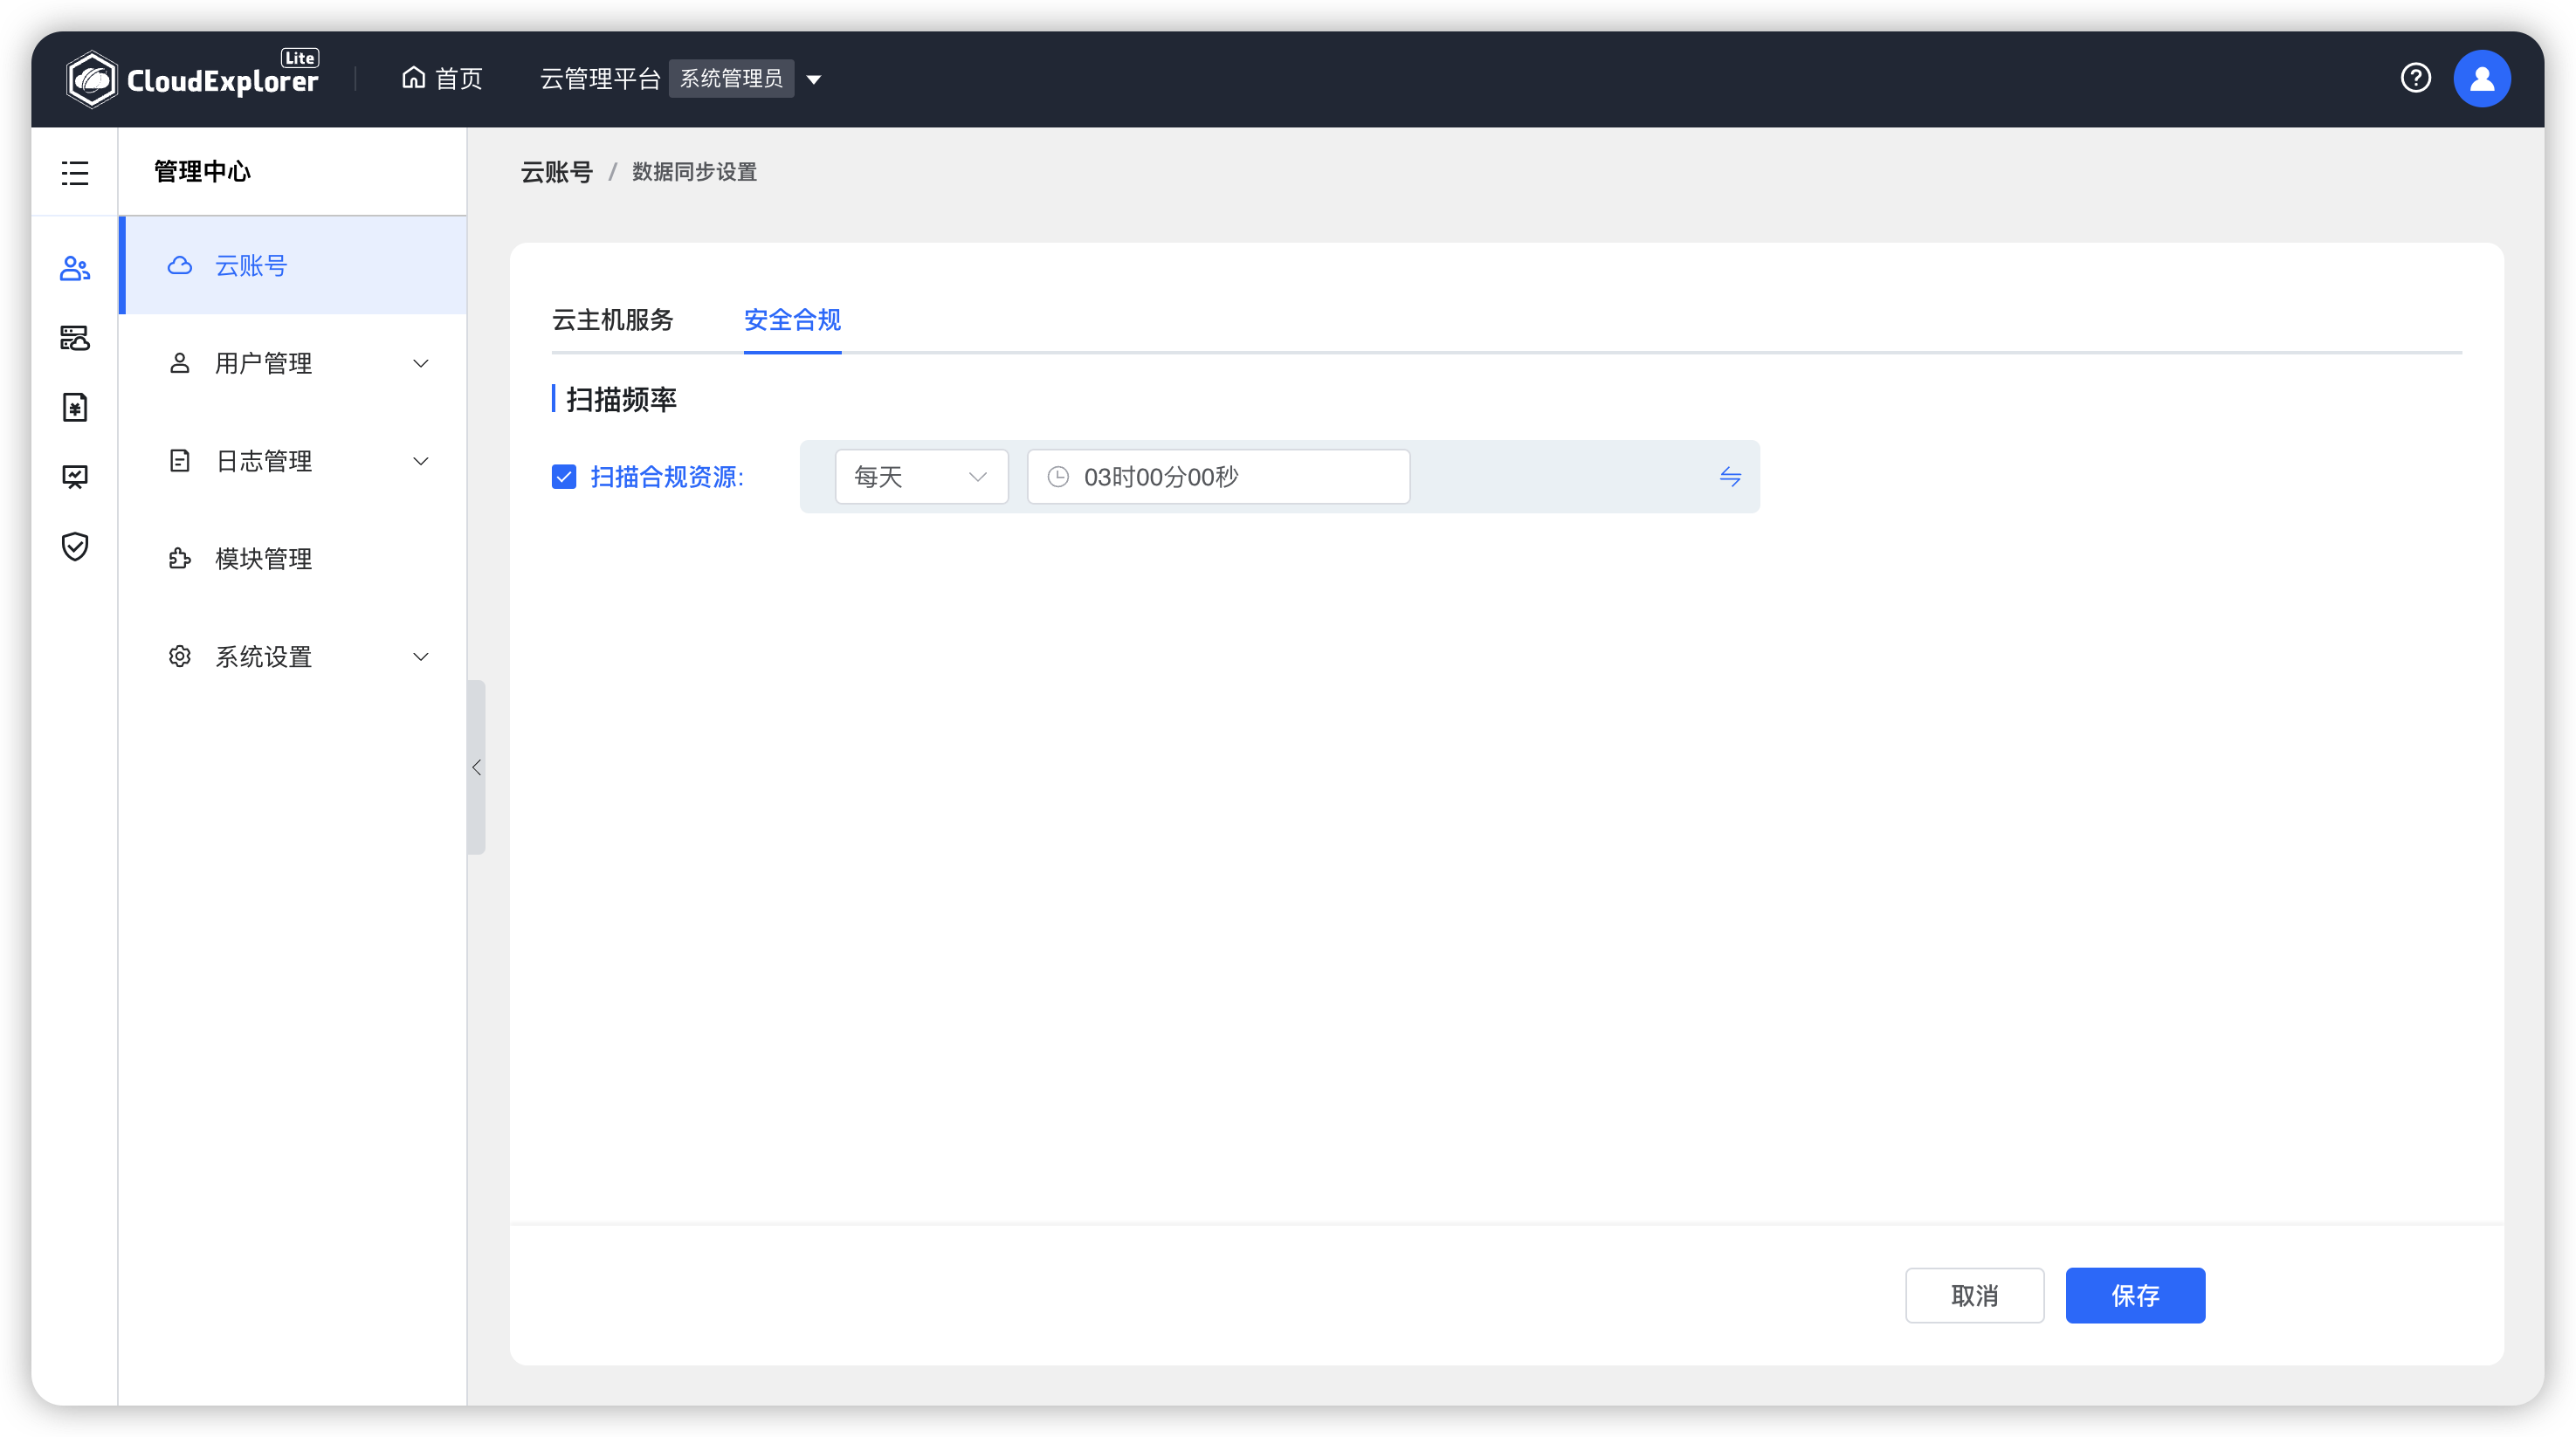 CloudExplorer Lite
首页
云管理平台 系统管理员
管理中心
云账号
用户管理
日志管理
模块管理
系统设置
云账号 / 数据同步设置
云主机服务 安全合规
扫描频率
扫描合规资源: 每天 03时00分00秒
取消 保存